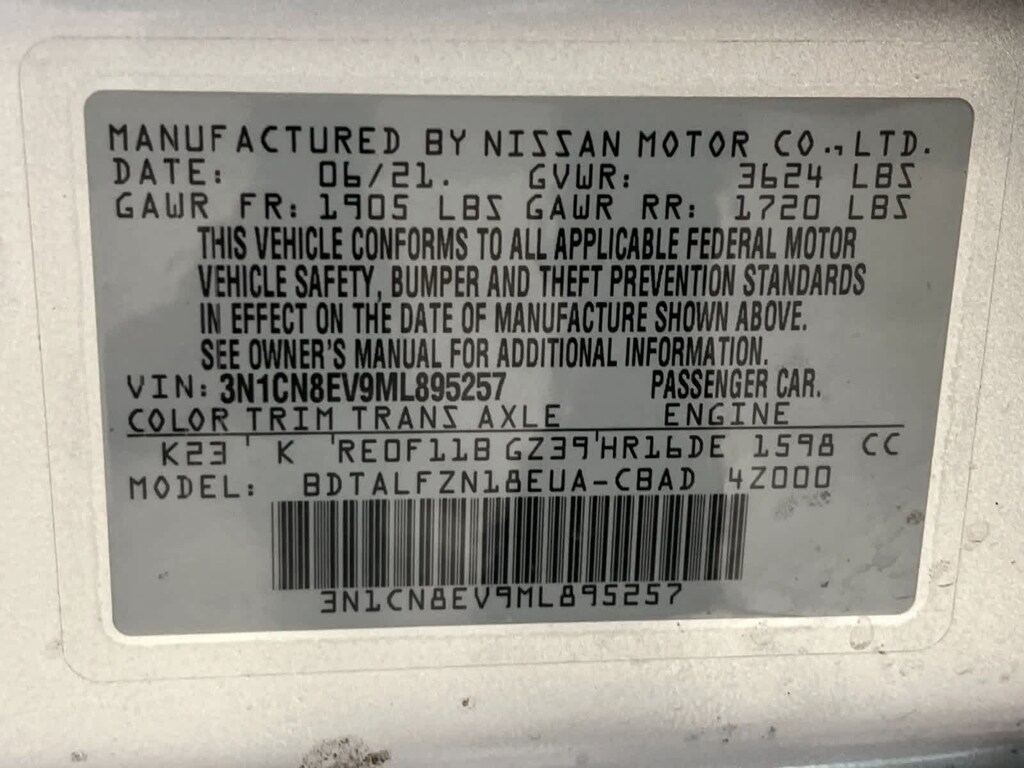 MANUFACTURED BY NISSAN MOTOR CO., LTD.
DATE: 06/21. GVWR: 3624 LBS
GAWR FR: 1905 LBS GAWR RR: 1720 LBS
THIS VEHICLE CONFORMS TO ALL APPLICABLE FEDERAL MOTOR
VEHICLE SAFETY, BUMPER AND THEFT PREVENTION STANDARDS
IN EFFECT ON THE DATE OF MANUFACTURE SHOWN ABOVE.
SEE OWNER'S MANUAL FOR ADDITIONAL INFORMATION.
VIN: 3N1CN8EV9ML895257 PASSENGER CAR.
COLOR TRIM TRANS AXLE ENGINE
K23 ' K ' RE0F11B GZ39'HR16DE 1598 CC
MODEL: BDTALFZN18EUA-CBAD 4Z000
3N1CN8EV9ML895257